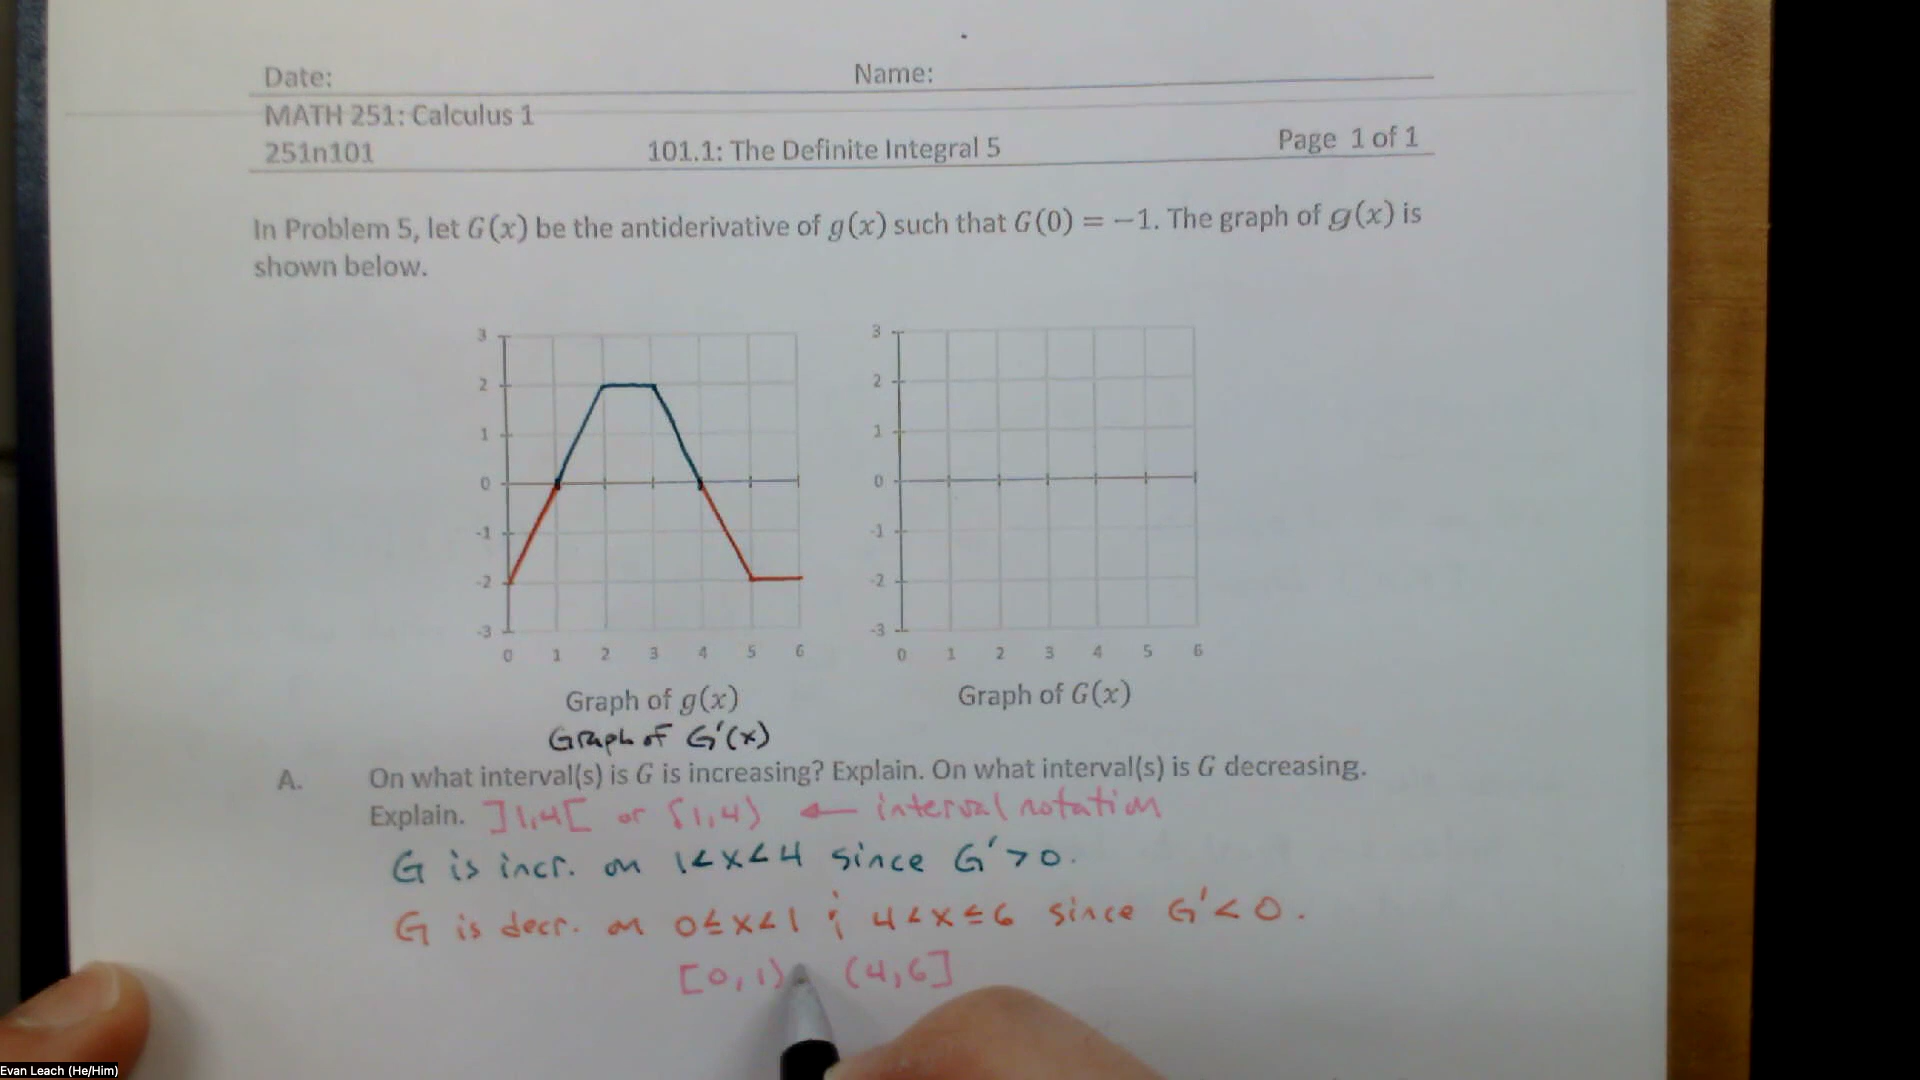 Date: Name:
MATH 251: Calculus 1
251n101 101.1: The Definite Integral 5 Page 1 of 1
In Problem 5, let G(x) be the antiderivative of g(x) such that G(0) = −1. The graph of g(x) is
shown below.
3 3
2 2
1 1
0 0
-1 -1
-2 -2
-3 -3
0 1 2 3 4 5 6 0 1 2 3 4 5 6
Graph of g(x) Graph of G(x)
Graph of G'(x)
A. On what interval(s) is G is increasing? Explain. On what interval(s) is G decreasing.
Explain. ]1,4[ or (1,4) ← interval notation
G is incr. on 1<x<4 since G'>0.
G is decr. on 0≤x<1 ; 4<x≤6 since G'<0.
[0,1) (4,6]
Evan Leach (He/Him)